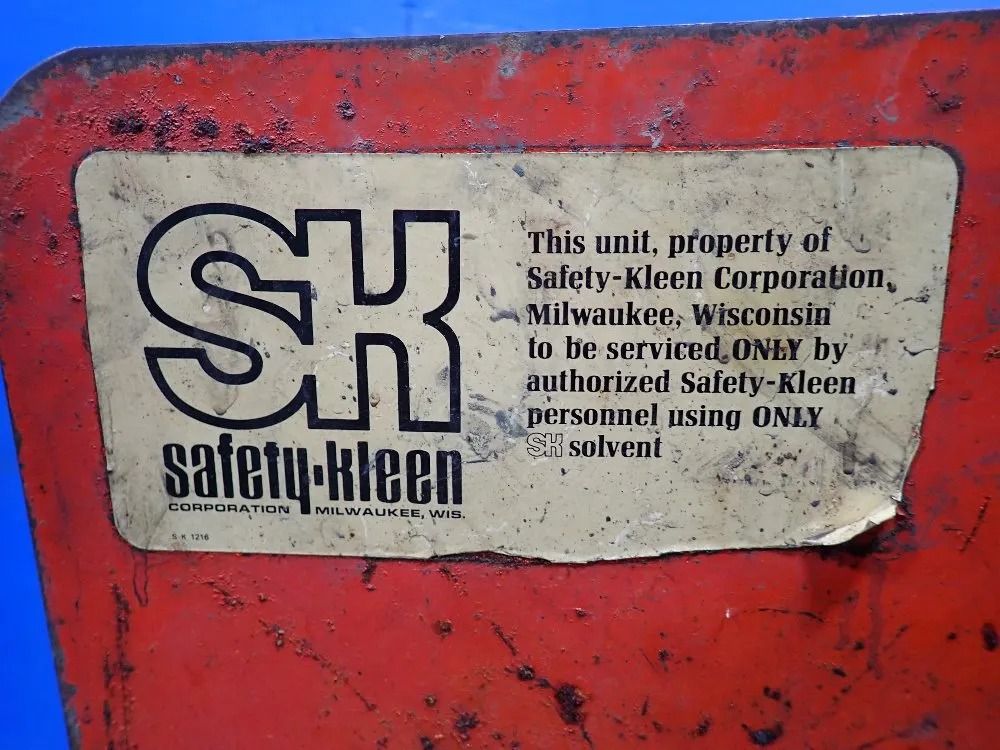 SK
safety-kleen
CORPORATION MILWAUKEE, WIS.
S K 1216
This unit, property of
Safety-Kleen Corporation,
Milwaukee, Wisconsin
to be serviced ONLY by
authorized Safety-Kleen
personnel using ONLY
SK solvent